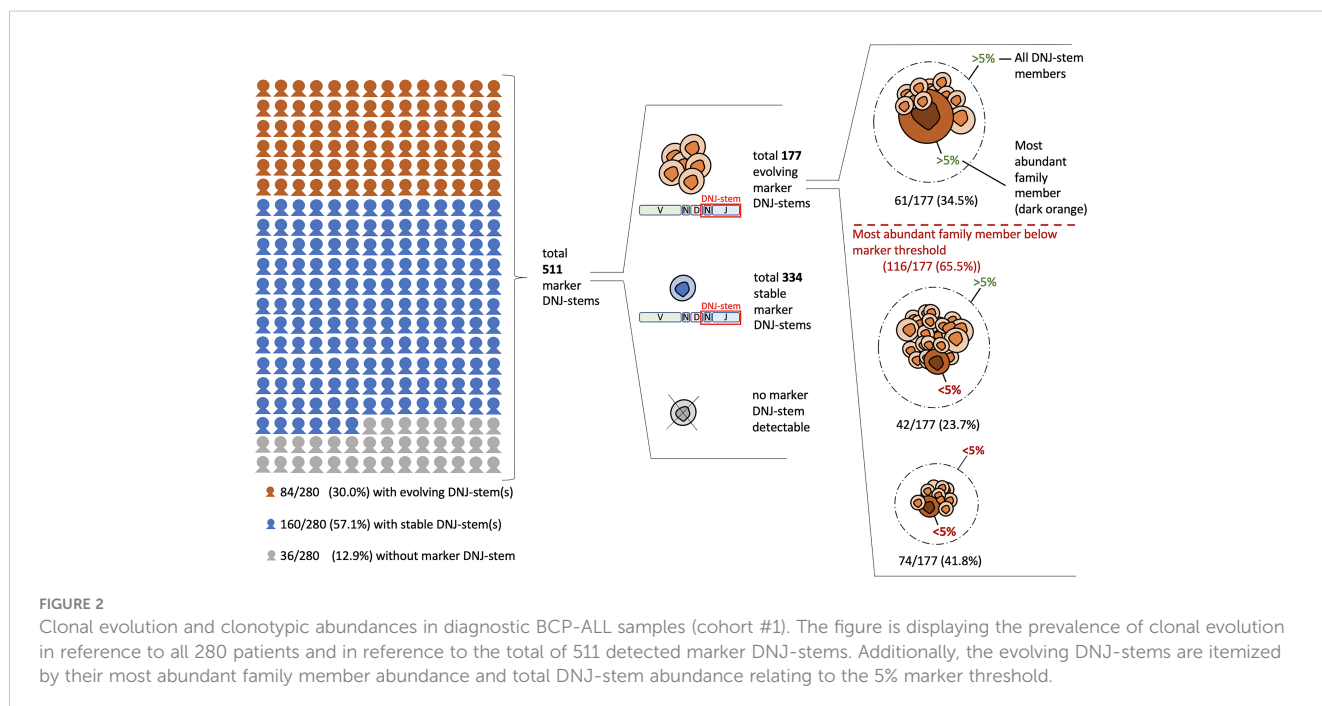 84/280 (30.0%) with evolving DNJ-stem(s)
160/280 (57.1%) with stable DNJ-stem(s)
36/280 (12.9%) without marker DNJ-stem
total
511
marker
DNJ-stems
DNJ-stem
V N D N J
total 177
evolving
marker
DNJ-stems
DNJ-stem
V N D N J
total 334
stable
marker
DNJ-stems
no marker
DNJ-stem
detectable
>5%
All DNJ-stem
members
>5%
Most
abundant
family
member
(dark orange)
61/177 (34.5%)
Most abundant family member below
marker threshold
(116/177 (65.5%))
>5%
<5%
42/177 (23.7%)
<5%
<5%
74/177 (41.8%)
FIGURE 2
Clonal evolution and clonotypic abundances in diagnostic BCP-ALL samples (cohort #1). The figure is displaying the prevalence of clonal evolution
in reference to all 280 patients and in reference to the total of 511 detected marker DNJ-stems. Additionally, the evolving DNJ-stems are itemized
by their most abundant family member abundance and total DNJ-stem abundance relating to the 5% marker threshold.